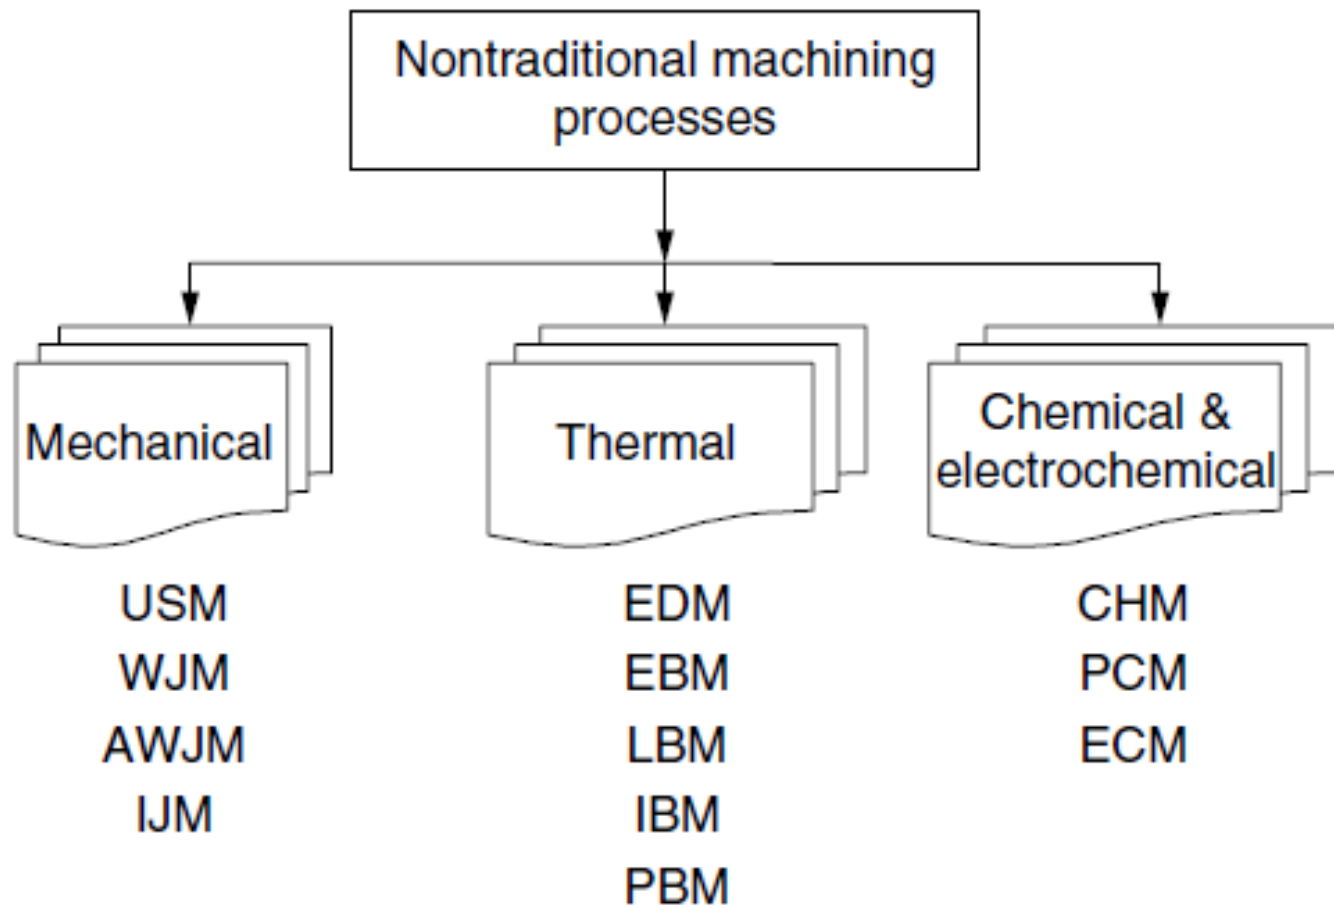 Nontraditional machining
processes
Mechanical
Thermal
Chemical &
electrochemical
USM
WJM
AWJM
IJM
EDM
EBM
LBM
IBM
PBM
CHM
PCM
ECM